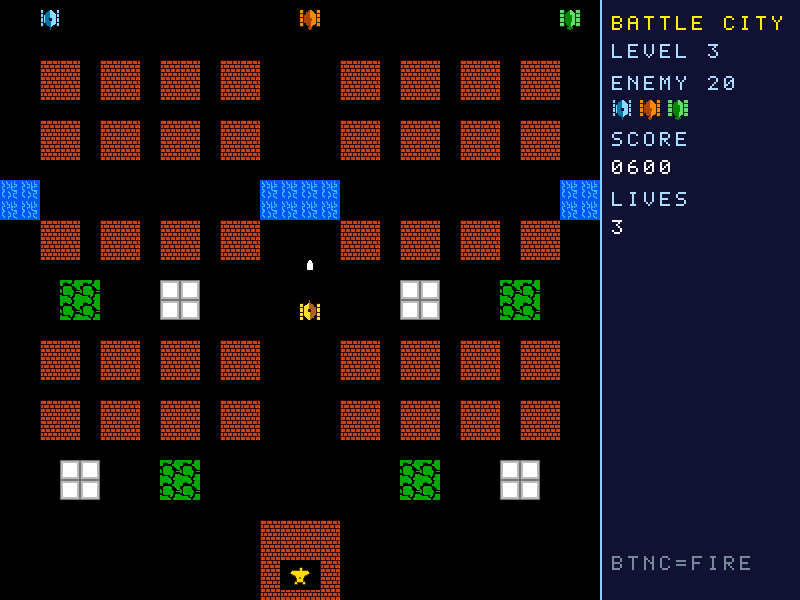 BATTLE CITY
LEVEL 3
ENEMY 20
SCORE
0600
LIVES
3
BTNC=FIRE